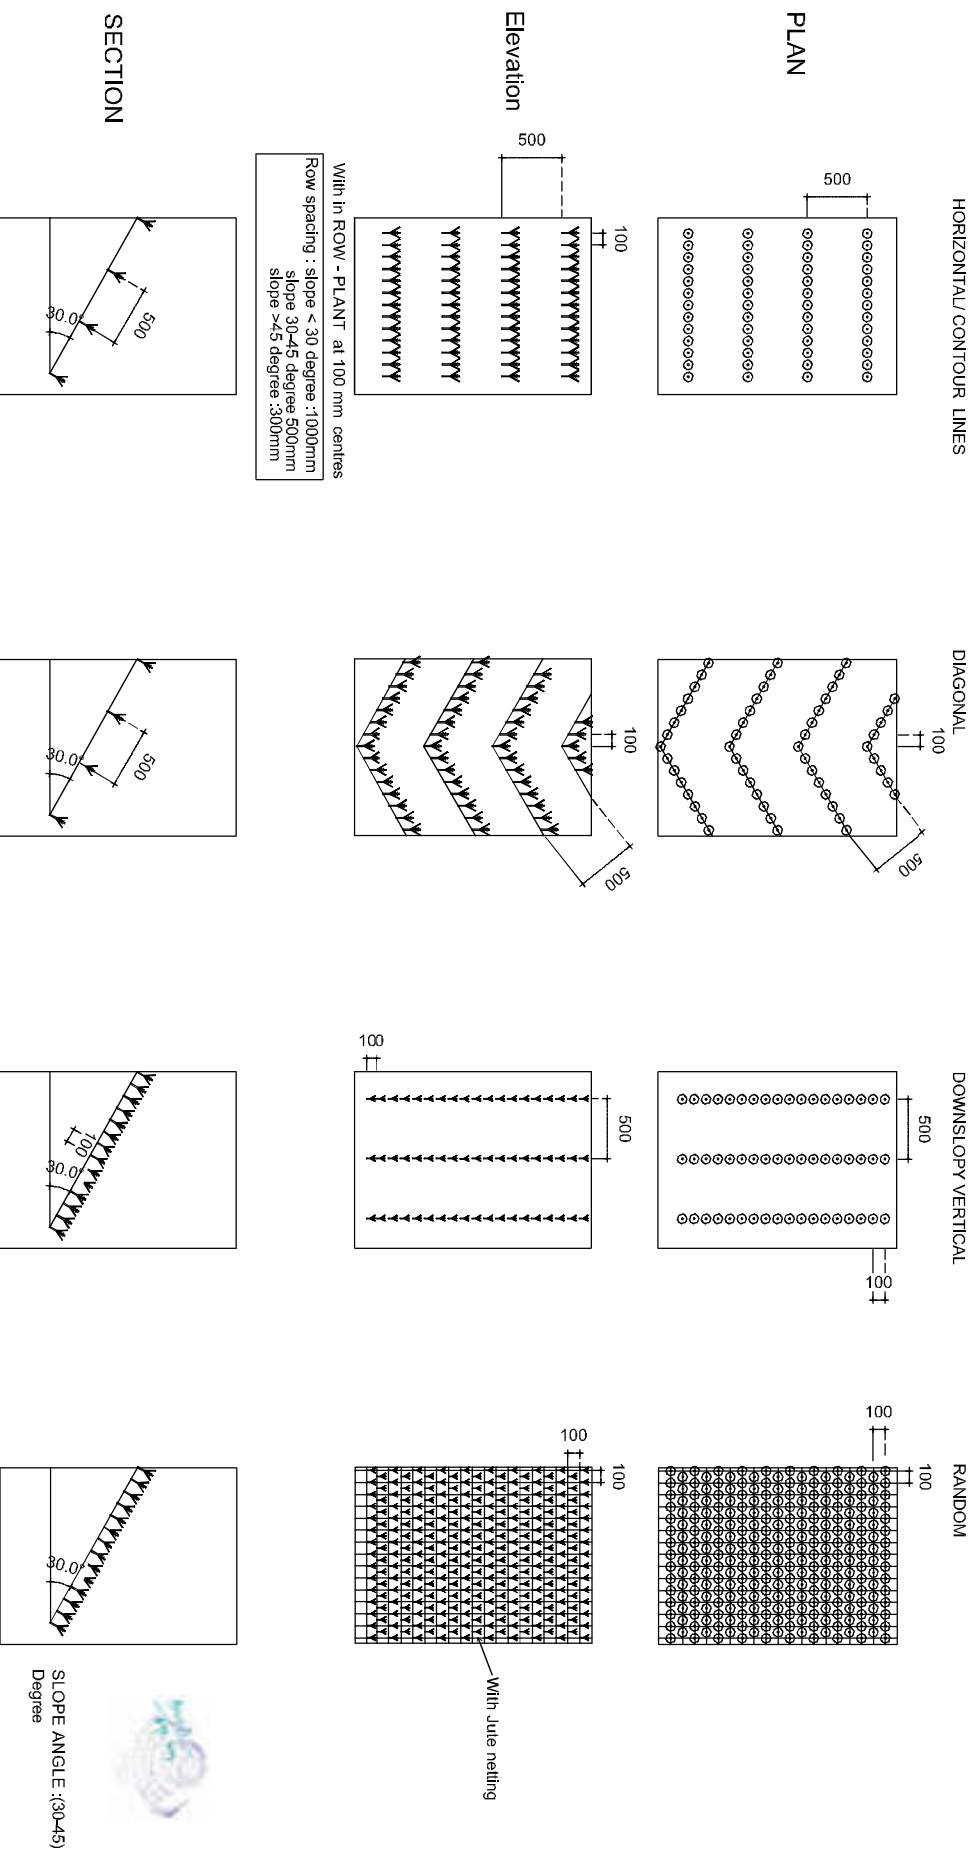 HORIZONTAL/ CONTOUR LINES
DIAGONAL
DOWNSLOPY VERTICAL
RANDOM
PLAN
500
100
500
500
100
100
100
Elevation
500
100
100
500
100
500
100
100
With Jute netting
With in ROW - PLANT at 100 mm centres
Row spacing : slope < 30 degree :1000mm
slope 30-45 degree 500mm
slope >45 degree :300mm
SECTION
500
30.0°
500
30.0°
100
30.0°
30.0°
SLOPE ANGLE :(30-45)
Degree